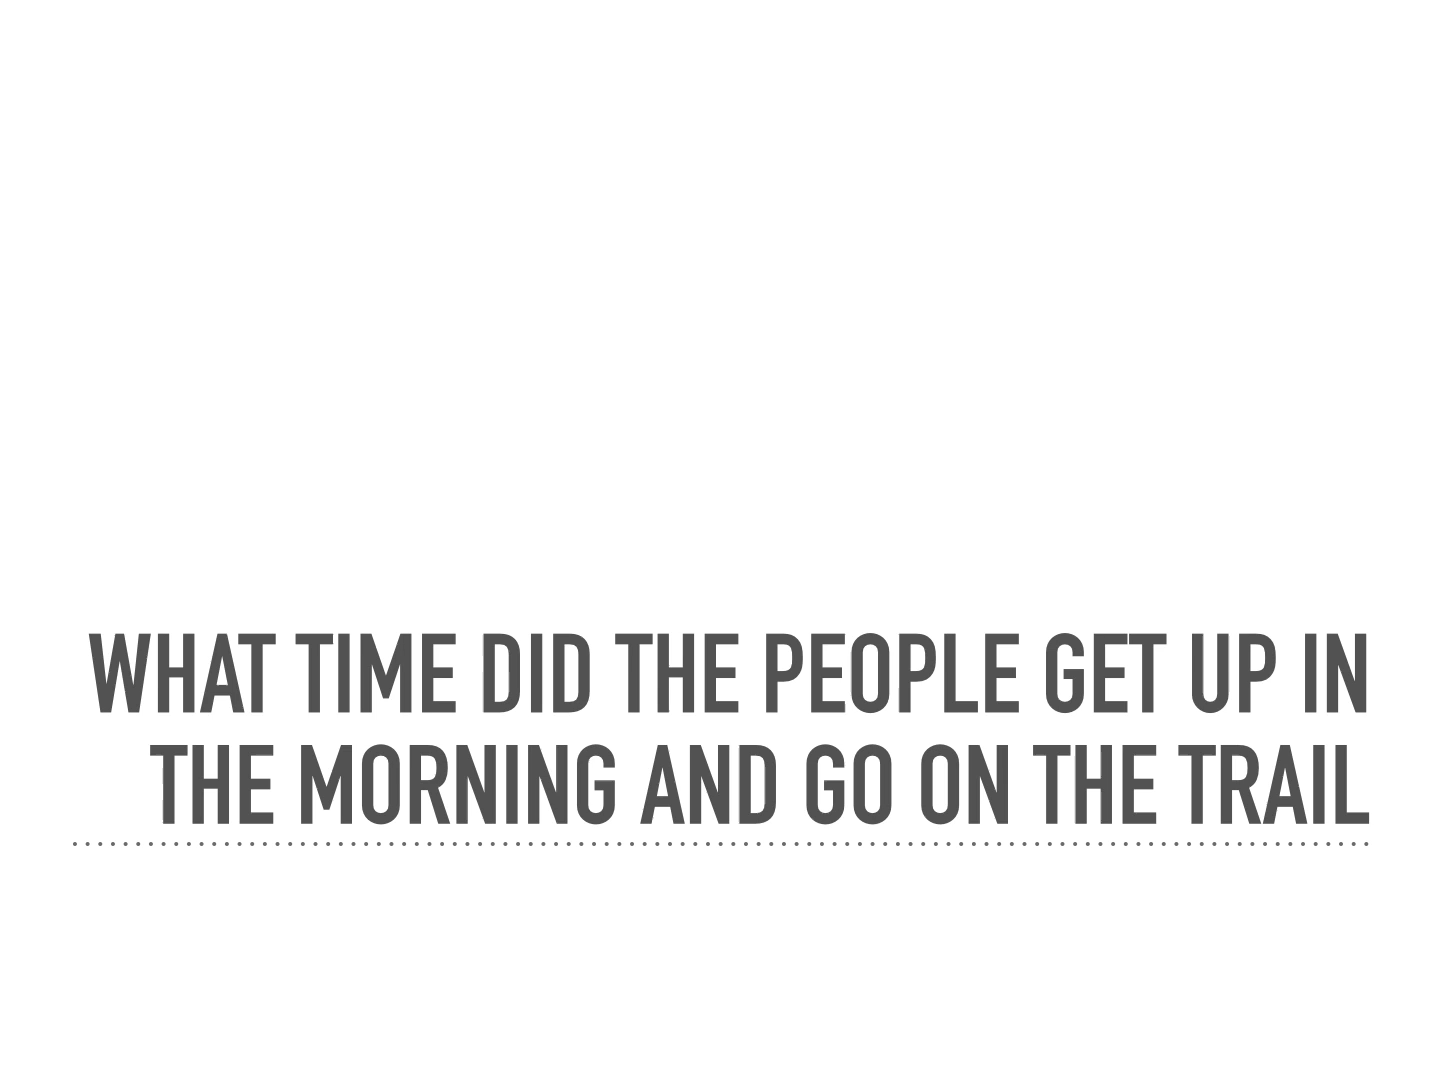 WHAT TIME DID THE PEOPLE GET UP IN
THE MORNING AND GO ON THE TRAIL